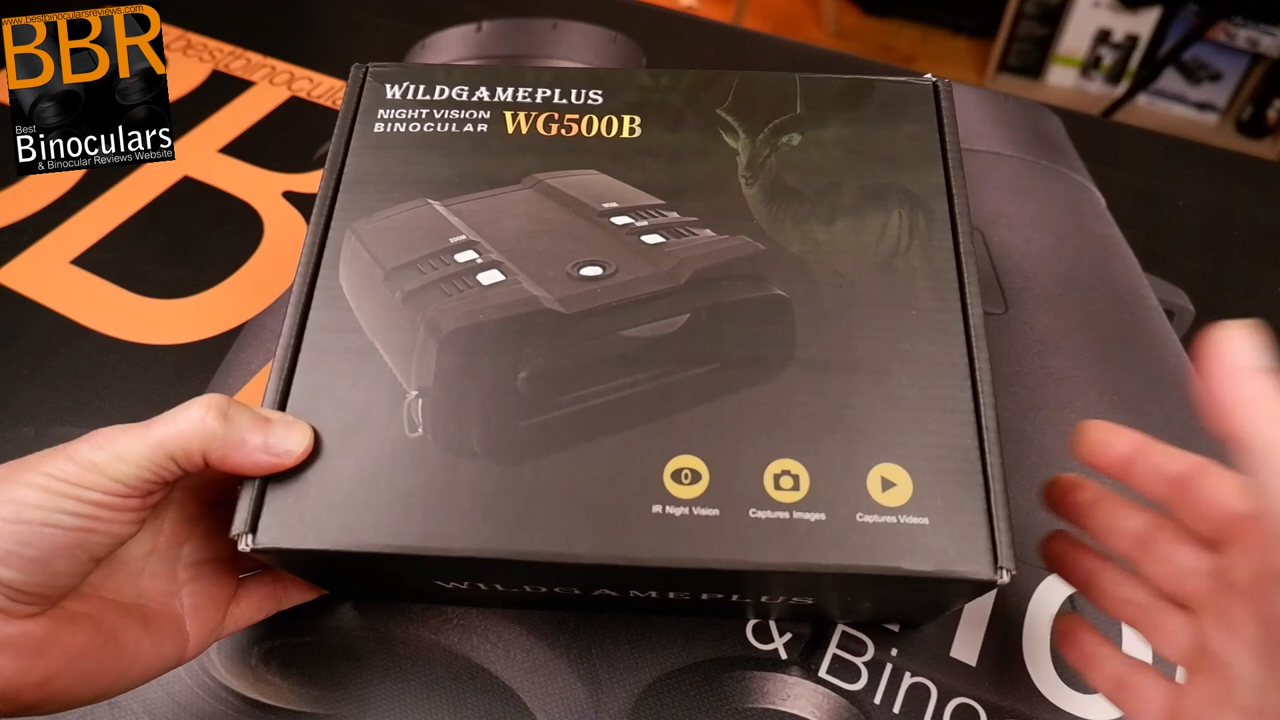 www.bestbinocularsreviews.com
BBR
Best
Binoculars
& Binocular Reviews Website
bestbinocula
WILDGAMEPLUS
NIGHT VISION
BINOCULAR
WG500B
ZOOM
MODE
IR Night Vision
Captures Images
Captures Videos
WILDGAMEPLUS
& Bino